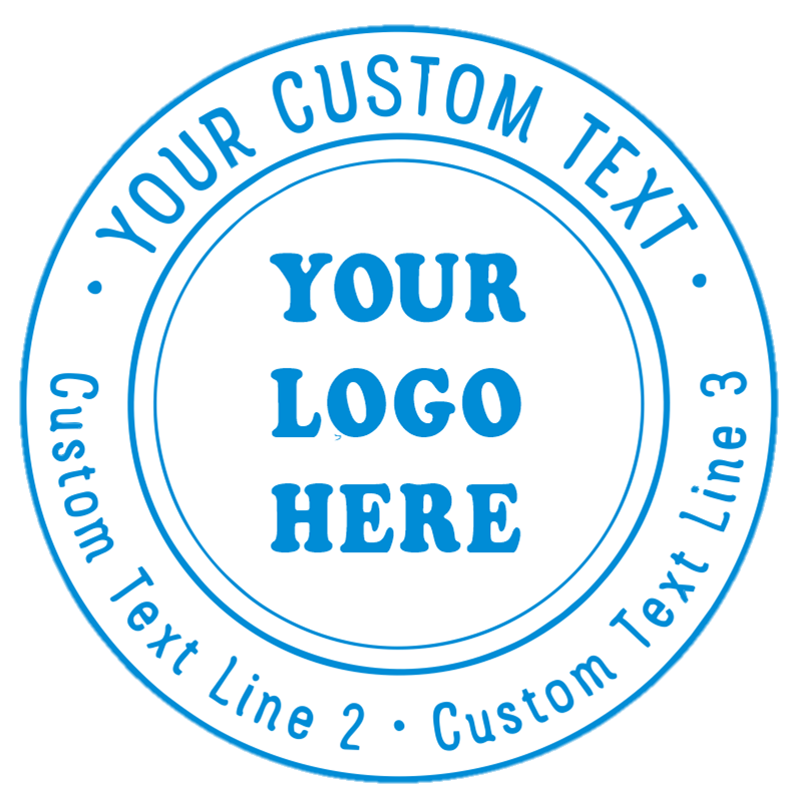 • YOUR CUSTOM TEXT •
YOUR
LOGO
HERE
Custom Text Line 2 • Custom Text Line 3